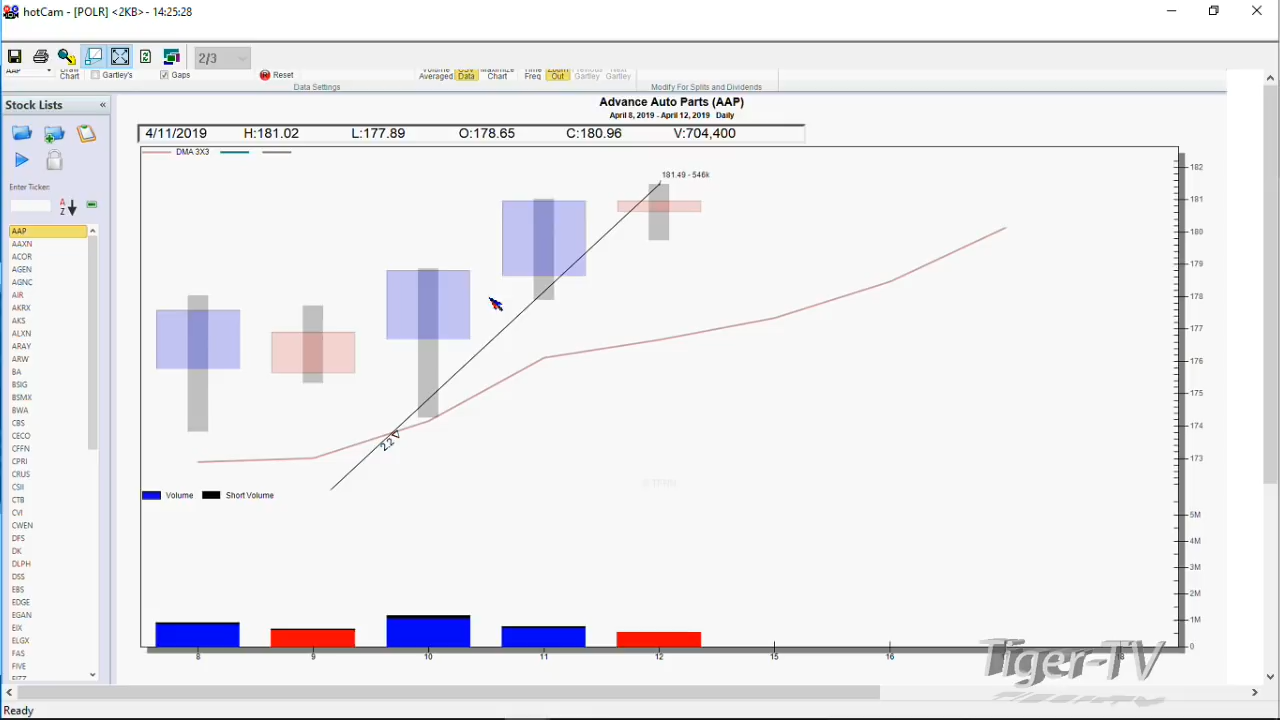 hotCam - [POLR] <2KB> - 14:25:28
2/3
AAP
Chart
Gartley's
Gaps
Reset
Averaged
Data
Chart
Freq
Out
Gartley
Gartley
Data Settings
Modify For Splits and Dividends
Stock Lists
«
Enter Ticker:
A
Z
AAP
AAXN
ACOR
AGEN
AGNC
AIR
AKRX
AKS
ALXN
ARAY
ARW
BA
BSIG
BSMX
BWA
CBS
CECO
CFFN
CPRI
CRUS
CSII
CTB
CVI
CWEN
DFS
DK
DLPH
DSS
EBS
EDGE
EGAN
EIX
ELGX
FAS
FIVE
Advance Auto Parts (AAP)
April 8, 2019 - April 12, 2019 Daily
4/11/2019 H:181.02 L:177.89 O:178.65 C:180.96 V:704,400
DMA 3X3
181.49 - 546k
2.2
182
181
180
179
178
177
176
175
174
173
Volume Short Volume
5M
4M
3M
2M
1M
0
8 9 10 11 12 15 16 18
Tiger-TV
Ready